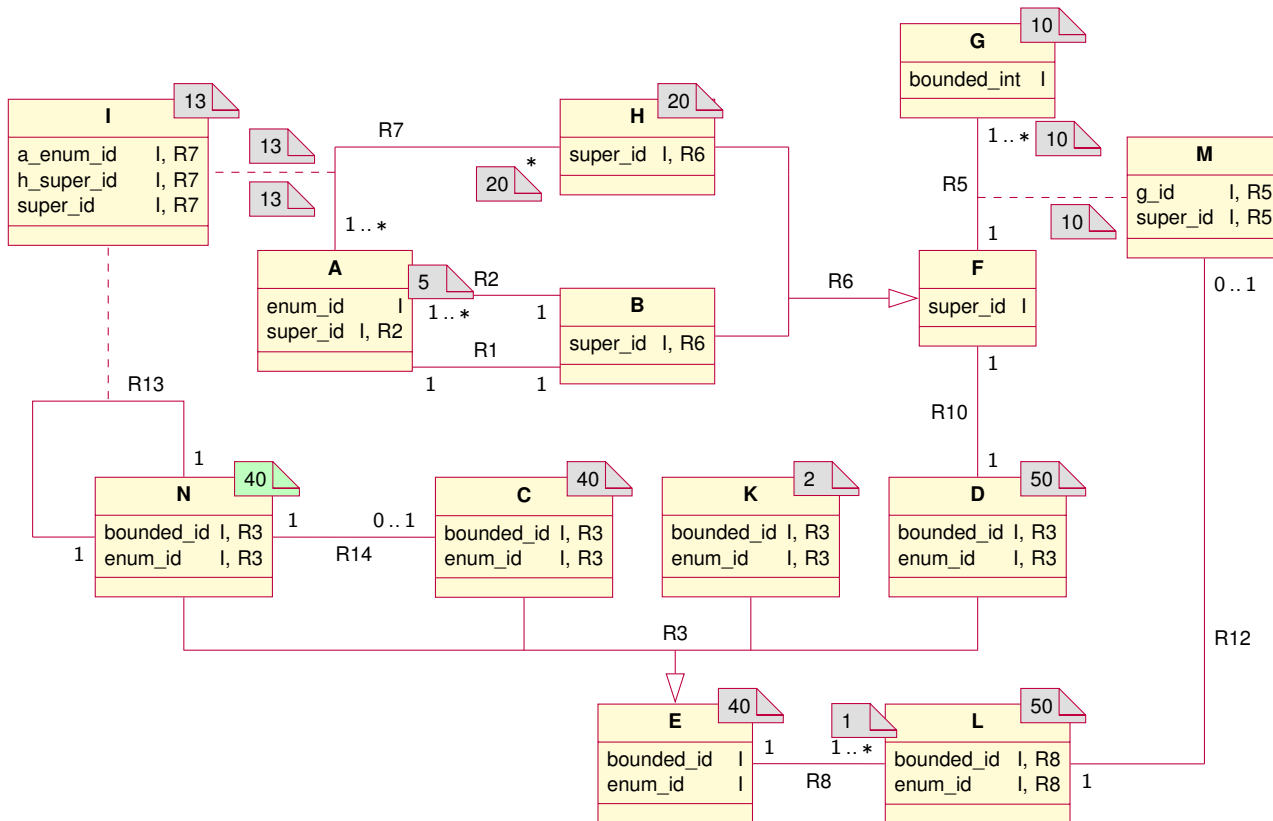 10
G
bounded_int I
13
I
a_enum_id I, R7
h_super_id I, R7
super_id I, R7
13
13
R7
20
H
super_id I, R6
*
20
1 .. *
10
R5
1
M
g_id I, R5
super_id I, R5
10
1 .. *
A
enum_id I
super_id I, R2
5
R2
1 .. *
1
R1
1
1
B
super_id I, R6
R6
F
super_id I
0 .. 1
1
R10
1
R13
1
1
40
N
bounded_id I, R3
enum_id I, R3
1
0 .. 1
R14
40
C
bounded_id I, R3
enum_id I, R3
2
K
bounded_id I, R3
enum_id I, R3
50
D
bounded_id I, R3
enum_id I, R3
R3
R12
40
E
bounded_id I
enum_id I
1
1
1 .. *
R8
50
L
bounded_id I, R8
enum_id I, R8
1